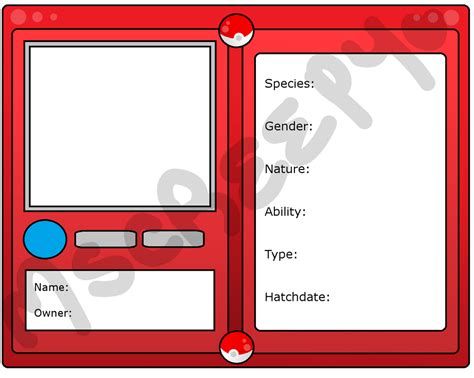 Species:
Gender:
Nature:
Ability:
Type:
Hatchdate:
Name:
Owner: